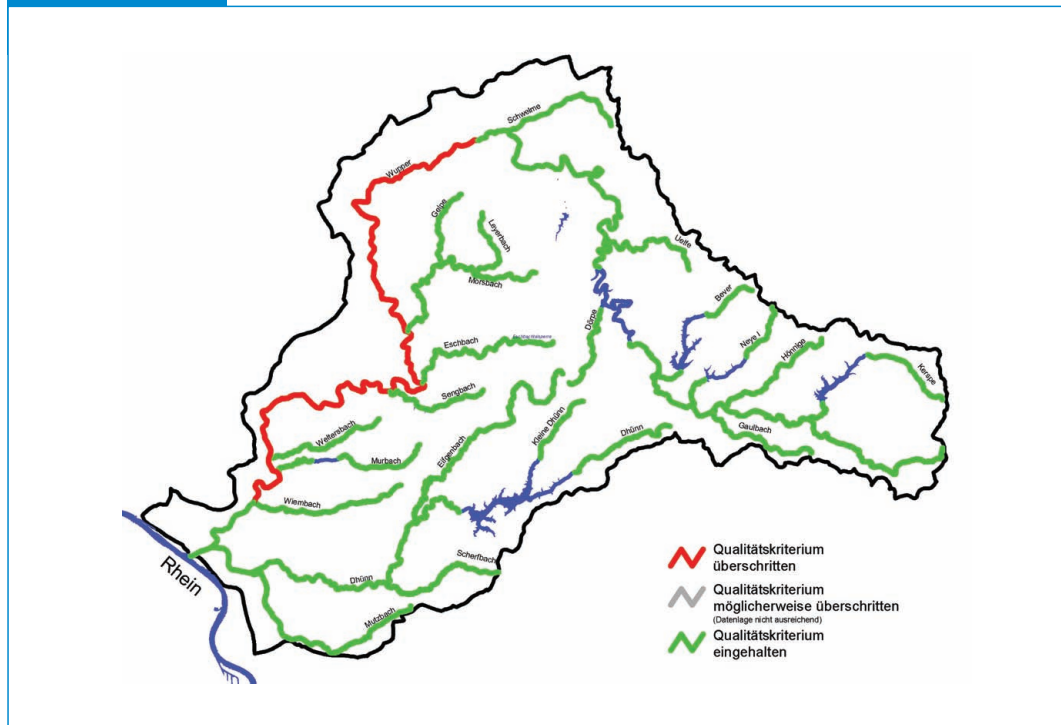 Schwelme
Wupper
Gelpe
Leyerbach
Uelfe
Morsbach
Bever
Dörpe
Neye I
Eschbach
Hönnige
Kerspe
Sengbach
Kleine Dhünn
Weltersbach
Dhünn
Gaulbach
Eifgenbach
Murbach
Wiembach
Rhein
Scherfbach
Dhünn
Mutzbach
Qualitätskriterium
überschritten
Qualitätskriterium
möglicherweise überschritten
(Datenlage nicht ausreichend)
Qualitätskriterium
eingehalten